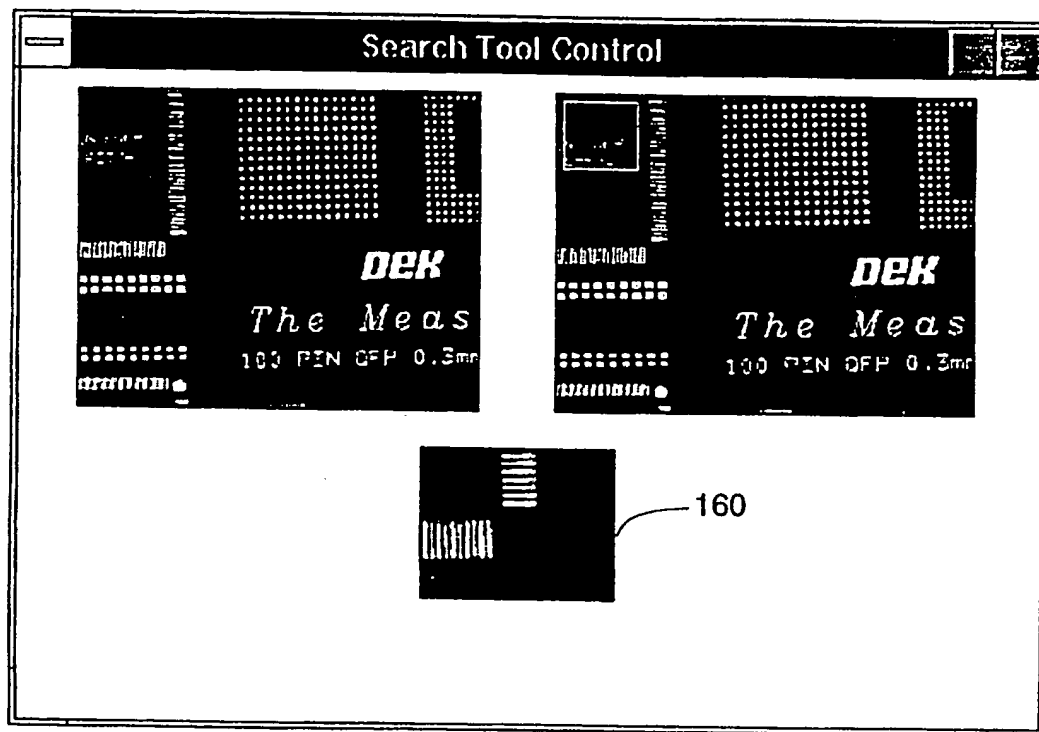 Search Tool Control
DEK
The Meas
100 PIN QFP 0.3mm
DEK
The Meas
100 PIN QFP 0.3mm
160